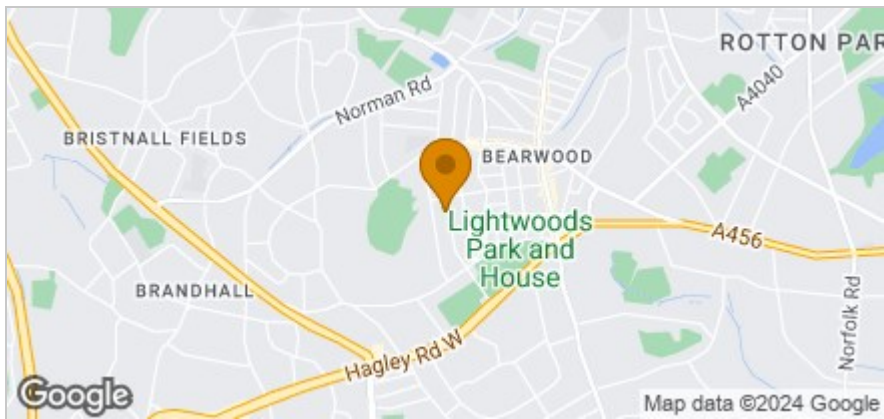 ROTTON PAR
A4040
Norman Rd
BRISTNALL FIELDS
BEARWOOD
Lightwoods
Park and
House
A456
BRANDHALL
Norfolk Rd
Hagley Rd W
Google
Map data ©2024 Google